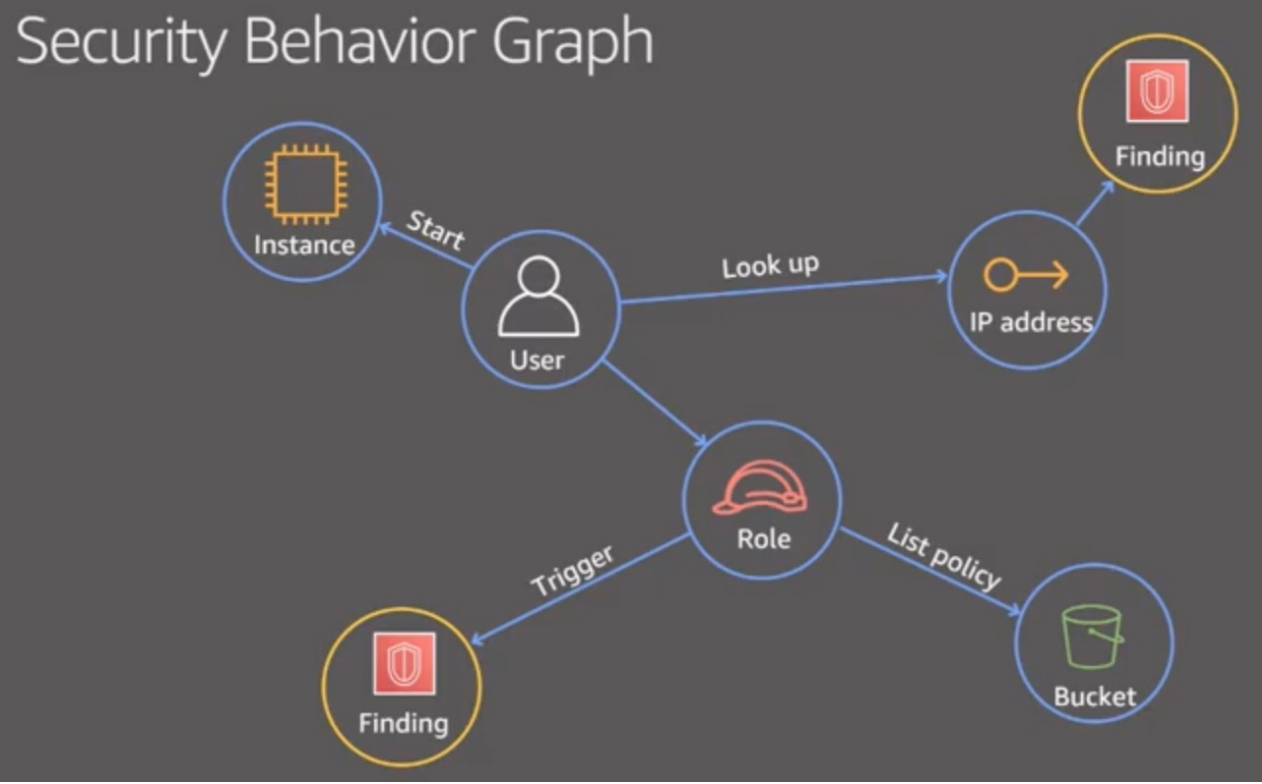 Security Behavior Graph
Finding
Instance
Start
Look up
User
IP address
Role
List policy
Trigger
Bucket
Finding